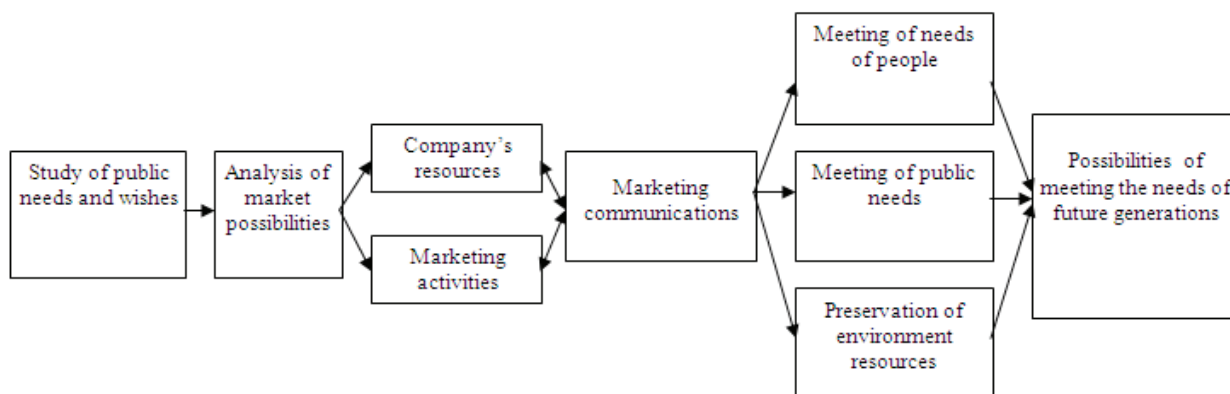 Study of public
needs and wishes
Analysis of
market
possibilities
Company's
resources
Marketing
activities
Marketing
communications
Meeting of needs
of people
Meeting of public
needs
Preservation of
environment
resources
Possibilities of
meeting the needs of
future generations